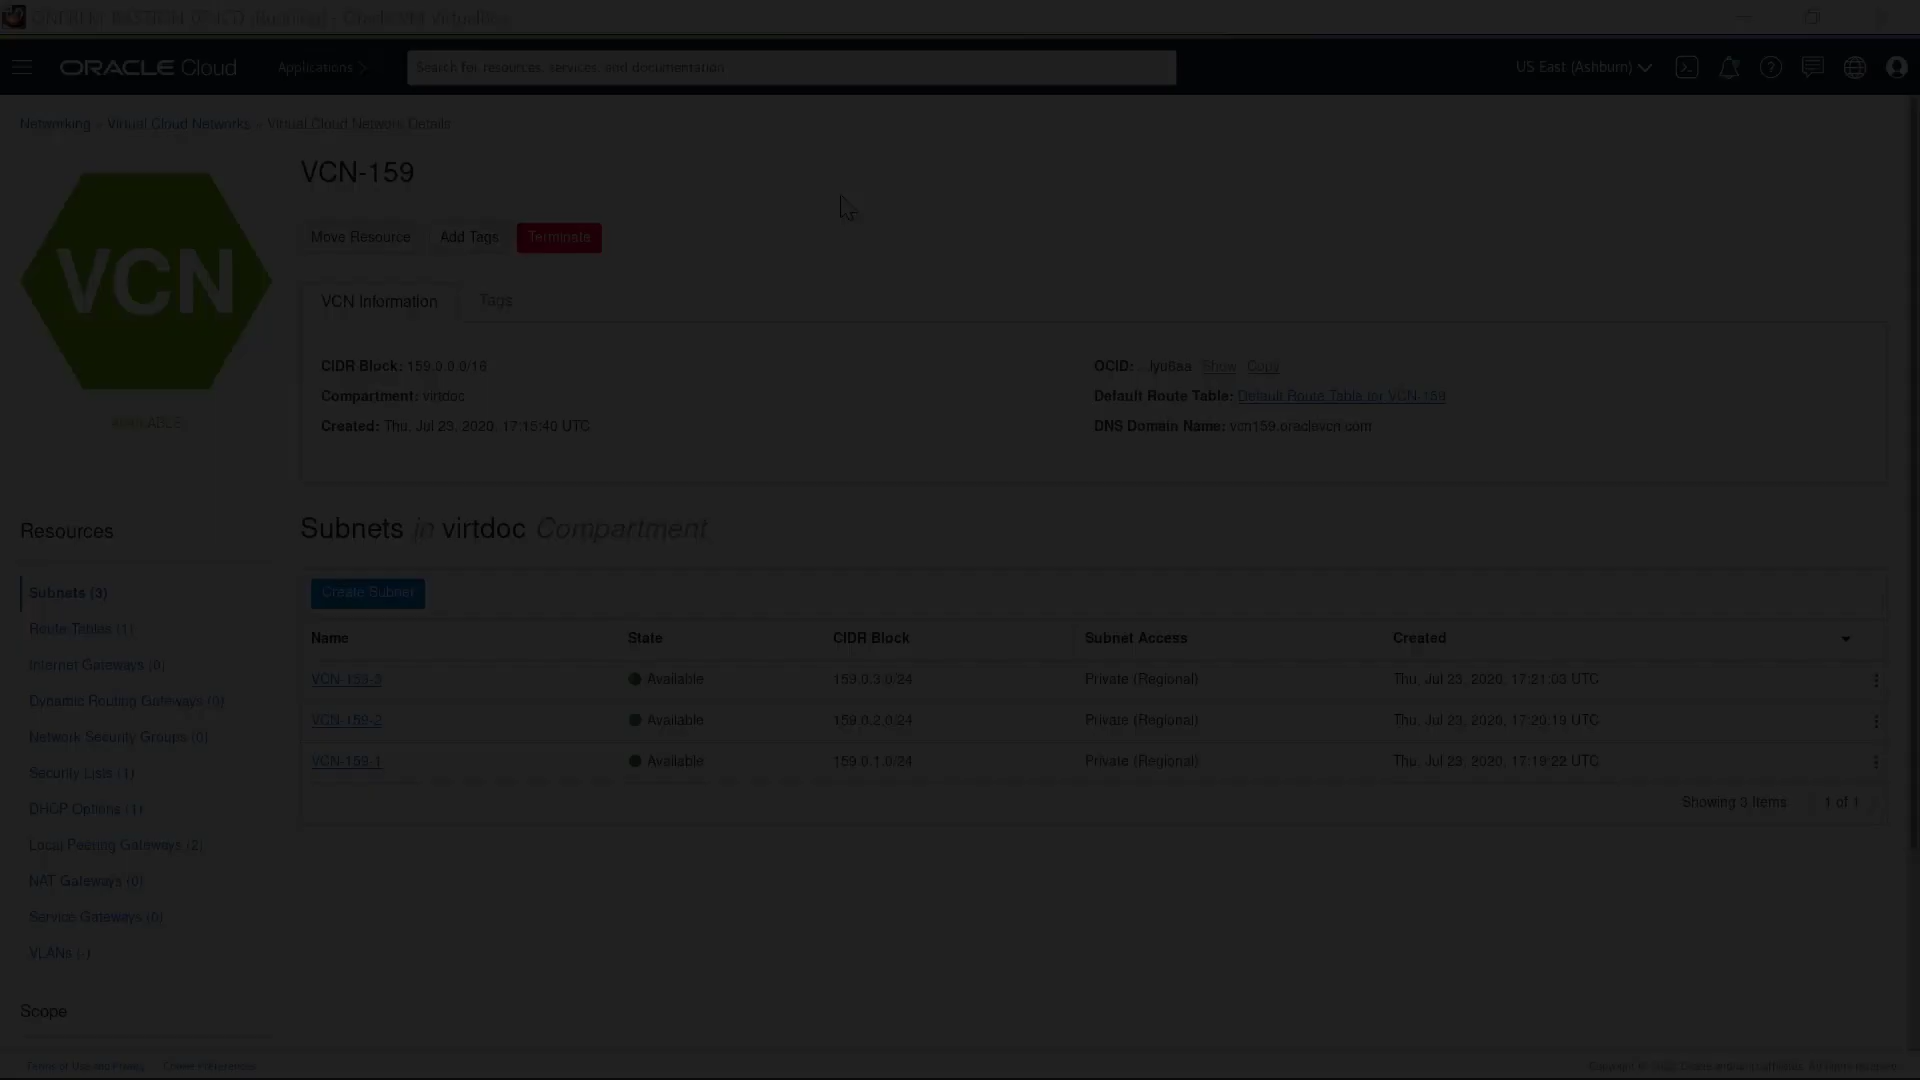 ORACLE Cloud
Applications
Search for resources, services, and documentation
US East (Ashburn)
Networking » Virtual Cloud Networks » Virtual Cloud Network Details
VCN
AVAILABLE
VCN-159
Move Resource
Add Tags
Terminate
VCN Information
Tags
CIDR Block: 159.0.0.0/16
Compartment: virtdoc
Created: Thu, Jul 23, 2020, 17:15:40 UTC
OCID: ...lyu6aa Show Copy
Default Route Table: Default Route Table for VCN-159
DNS Domain Name: vcn159.oraclevcn.com
Resources
Subnets (3)
Route Tables (1)
Internet Gateways (0)
Dynamic Routing Gateways (0)
Network Security Groups (0)
Security Lists (1)
DHCP Options (1)
Local Peering Gateways (2)
NAT Gateways (0)
Service Gateways (0)
VLANs (-)
Scope
Subnets in virtdoc Compartment
Create Subnet
Name State CIDR Block Subnet Access Created
VCN-159-3 Available 159.0.3.0/24 Private (Regional) Thu, Jul 23, 2020, 17:21:03 UTC
VCN-159-2 Available 159.0.2.0/24 Private (Regional) Thu, Jul 23, 2020, 17:20:19 UTC
VCN-159-1 Available 159.0.1.0/24 Private (Regional) Thu, Jul 23, 2020, 17:19:22 UTC
Showing 3 Items
1 of 1
Terms of Use and Privacy
Cookie Preferences